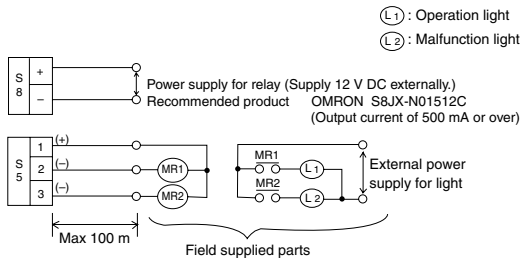 L1 : Operation light
L2 : Malfunction light
S8
+
−
Power supply for relay (Supply 12 V DC externally.)
Recommended product OMRON S8JX-N01512C
(Output current of 500 mA or over)
S5
1 (+)
2 (−)
3 (−)
MR1
MR2
MR1
L1
MR2
L2
External power
supply for light
Max 100 m
Field supplied parts